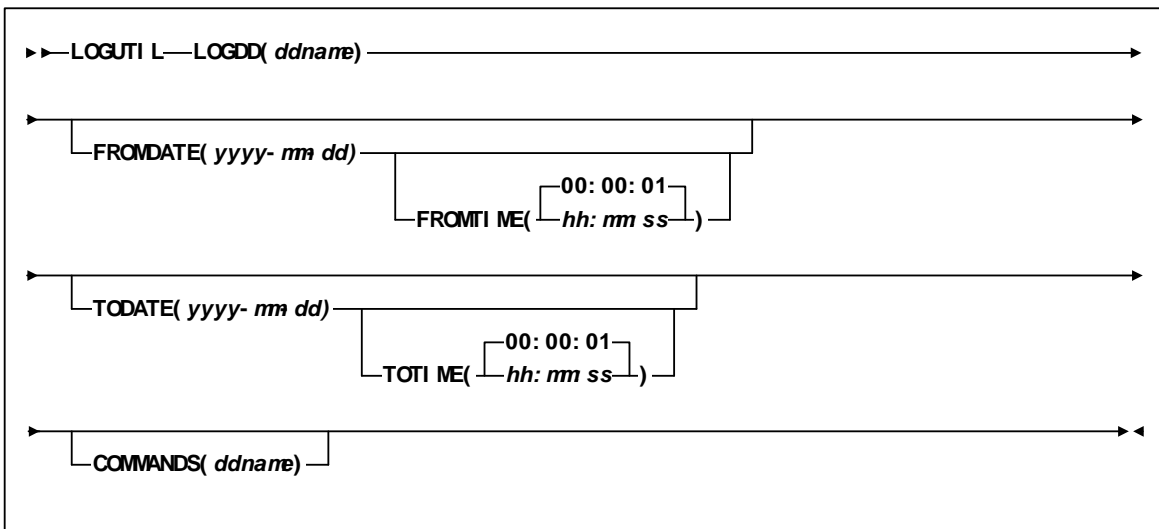 LOGUTIL LOGDD( ddname)
FROMDATE( yyyy- mm- dd)
00: 00: 01
FROMTIME( hh: mm: ss )
TODATE( yyyy- mm- dd)
00: 00: 01
TOTIME( hh: mm: ss )
COMMANDS( ddname)